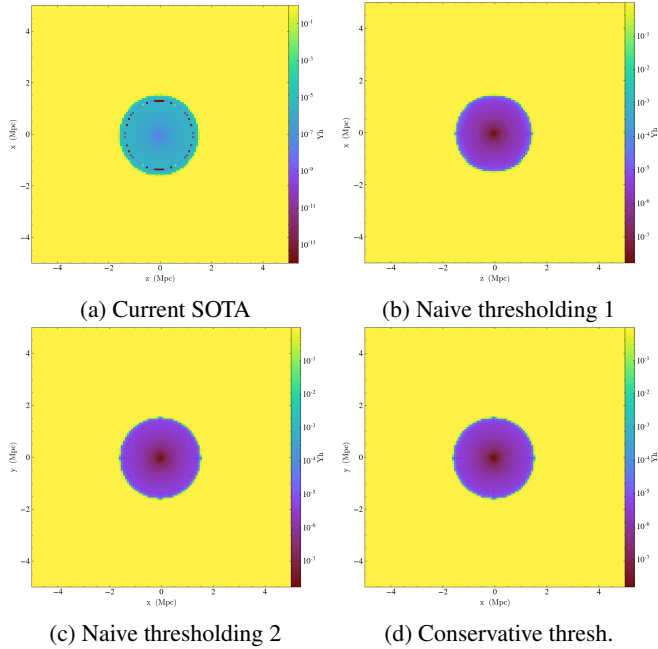 4
2
0
−2
−4
x (Mpc)
−4 −2 0 2 4
z (Mpc)
10⁻¹
10⁻³
10⁻⁵
10⁻⁷
10⁻⁹
10⁻¹¹
10⁻¹³
Yh
(a) Current SOTA
4
2
0
−2
−4
x (Mpc)
−4 −2 0 2 4
z (Mpc)
10⁻¹
10⁻²
10⁻³
10⁻⁴
10⁻⁵
10⁻⁶
10⁻⁷
Yh
(b) Naive thresholding 1
4
2
0
−2
−4
y (Mpc)
−4 −2 0 2 4
x (Mpc)
10⁻¹
10⁻²
10⁻³
10⁻⁴
10⁻⁵
10⁻⁶
10⁻⁷
Yh
(c) Naive thresholding 2
4
2
0
−2
−4
y (Mpc)
−4 −2 0 2 4
x (Mpc)
10⁻¹
10⁻²
10⁻³
10⁻⁴
10⁻⁵
10⁻⁶
10⁻⁷
Yh
(d) Conservative thresh.